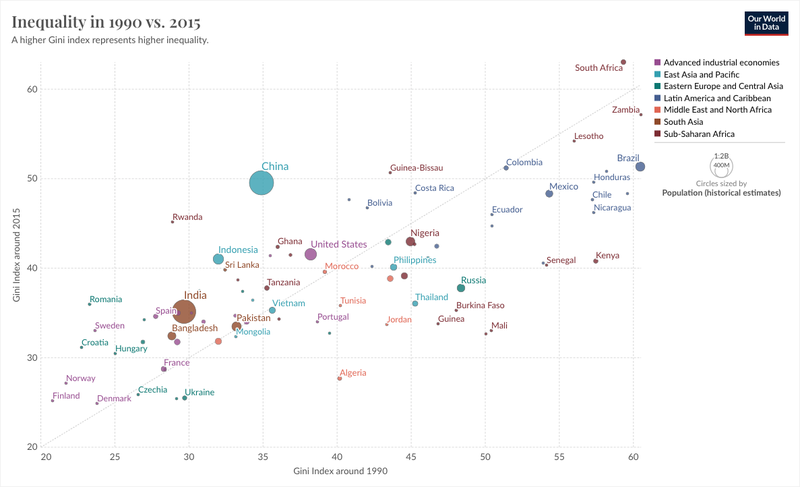 Inequality in 1990 vs. 2015
A higher Gini index represents higher inequality.
Our World
in Data
Advanced industrial economies
East Asia and Pacific
Eastern Europe and Central Asia
Latin America and Caribbean
Middle East and North Africa
South Asia
Sub-Saharan Africa
1:2B
400M
Circles sized by
Population (historical estimates)
Gini Index around 2015
60
50
40
30
20
South Africa
Zambia
Lesotho
China
Guinea-Bissau
Colombia
Brazil
Costa Rica
Honduras
Mexico
Bolivia
Chile
Rwanda
Ecuador
Nicaragua
Ghana
Nigeria
United States
Indonesia
Sri Lanka
Morocco
Philippines
Senegal
Kenya
Tanzania
Russia
India
Romania
Spain
Vietnam
Tunisia
Thailand
Burkina Faso
Pakistan
Portugal
Jordan
Guinea
Mali
Sweden
Bangladesh
Mongolia
Croatia
Hungary
France
Algeria
Norway
Finland
Denmark
Czechia
Ukraine
20
25
30
35
40
45
50
55
60
Gini Index around 1990